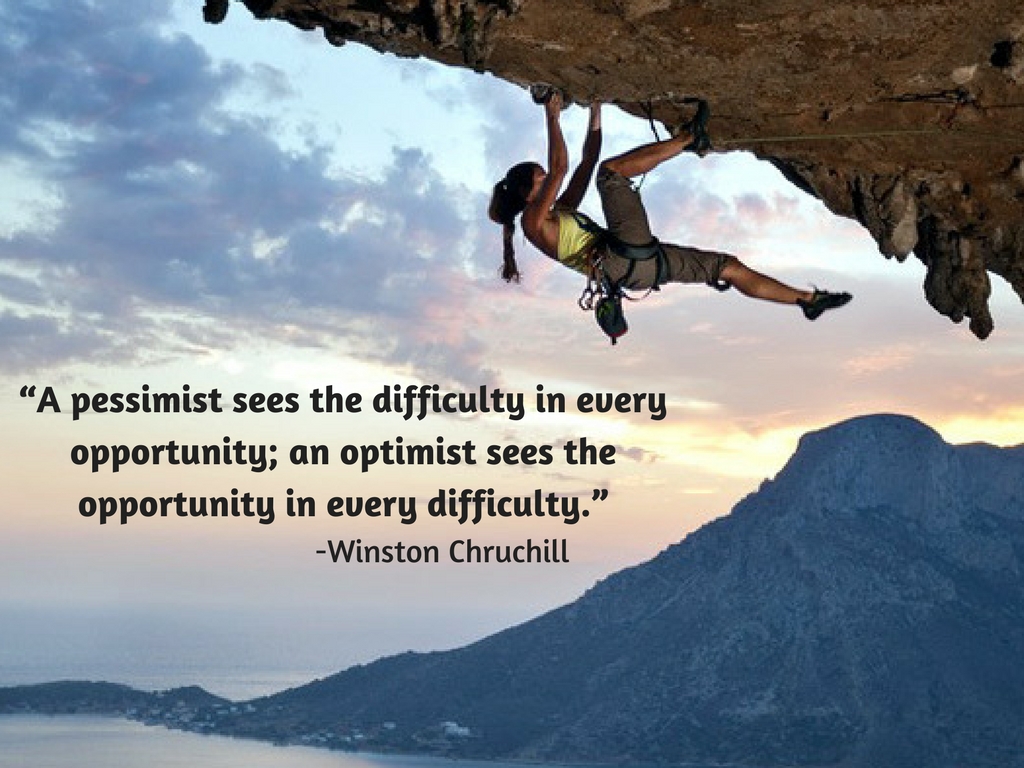 “A pessimist sees the difficulty in every
opportunity; an optimist sees the
opportunity in every difficulty.”
-Winston Chruchill